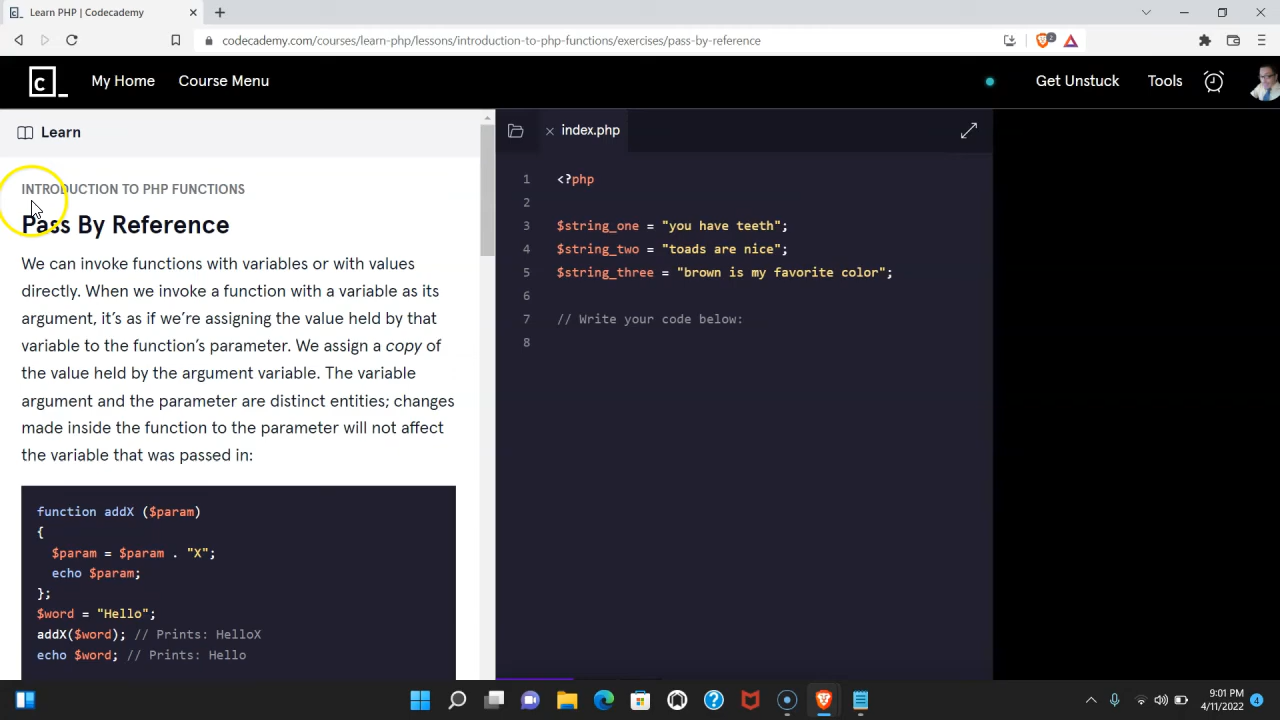 Learn PHP | Codecademy
codecademy.com/courses/learn-php/lessons/introduction-to-php-functions/exercises/pass-by-reference
2
c_
My Home
Course Menu
Get Unstuck
Tools
Learn
INTRODUCTION TO PHP FUNCTIONS
Pass By Reference
We can invoke functions with variables or with values
directly. When we invoke a function with a variable as its
argument, it's as if we're assigning the value held by that
variable to the function's parameter. We assign a copy of
the value held by the argument variable. The variable
argument and the parameter are distinct entities; changes
made inside the function to the parameter will not affect
the variable that was passed in:
function addX ($param)
{
$param = $param . "X";
echo $param;
};
$word = "Hello";
addX($word); // Prints: HelloX
echo $word; // Prints: Hello
index.php
1 <?php
2
3 $string_one = "you have teeth";
4 $string_two = "toads are nice";
5 $string_three = "brown is my favorite color";
6
7 // Write your code below:
8
9:01 PM
4/11/2022